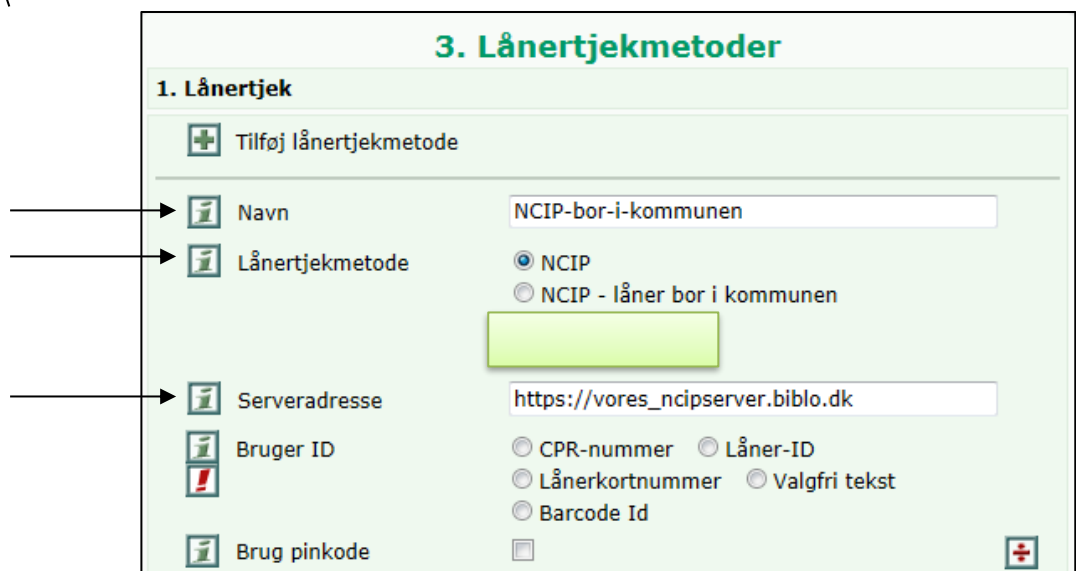 \
3. Lånertjekmetoder
1. Lånertjek
Tilføj lånertjekmetode
Navn NCIP-bor-i-kommunen
Lånertjekmetode NCIP
NCIP - låner bor i kommunen
Serveradresse https://vores_ncipserver.biblo.dk
Bruger ID CPR-nummer Låner-ID
Lånerkortnummer Valgfri tekst
Barcode Id
Brug pinkode